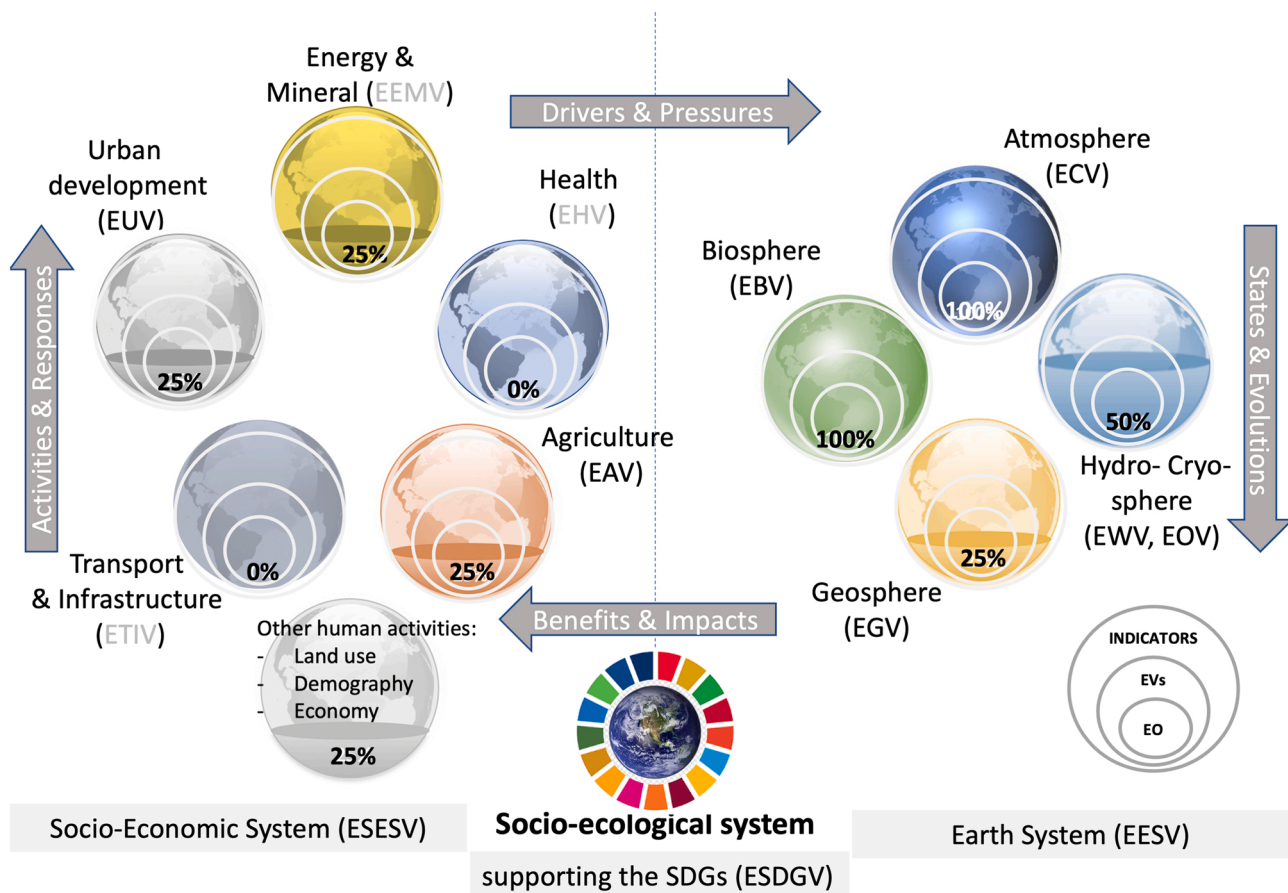 Energy &
Mineral (EEMV)
Drivers & Pressures
Urban
development
(EUV)
Health
(EHV)
Atmosphere
(ECV)
Biosphere
(EBV)
25%
25%
0%
100%
100%
100%
50%
Activities & Responses
States & Evolutions
Agriculture
(EAV)
Hydro- Cryo-
sphere
(EWV, EOV)
0%
25%
25%
Transport
& Infrastructure
(ETIV)
Geosphere
(EGV)
Benefits & Impacts
Other human activities:
- Land use
- Demography
- Economy
25%
INDICATORS
EVs
EO
Socio-Economic System (ESESV)
Socio-ecological system
supporting the SDGs (ESDGV)
Earth System (EESV)